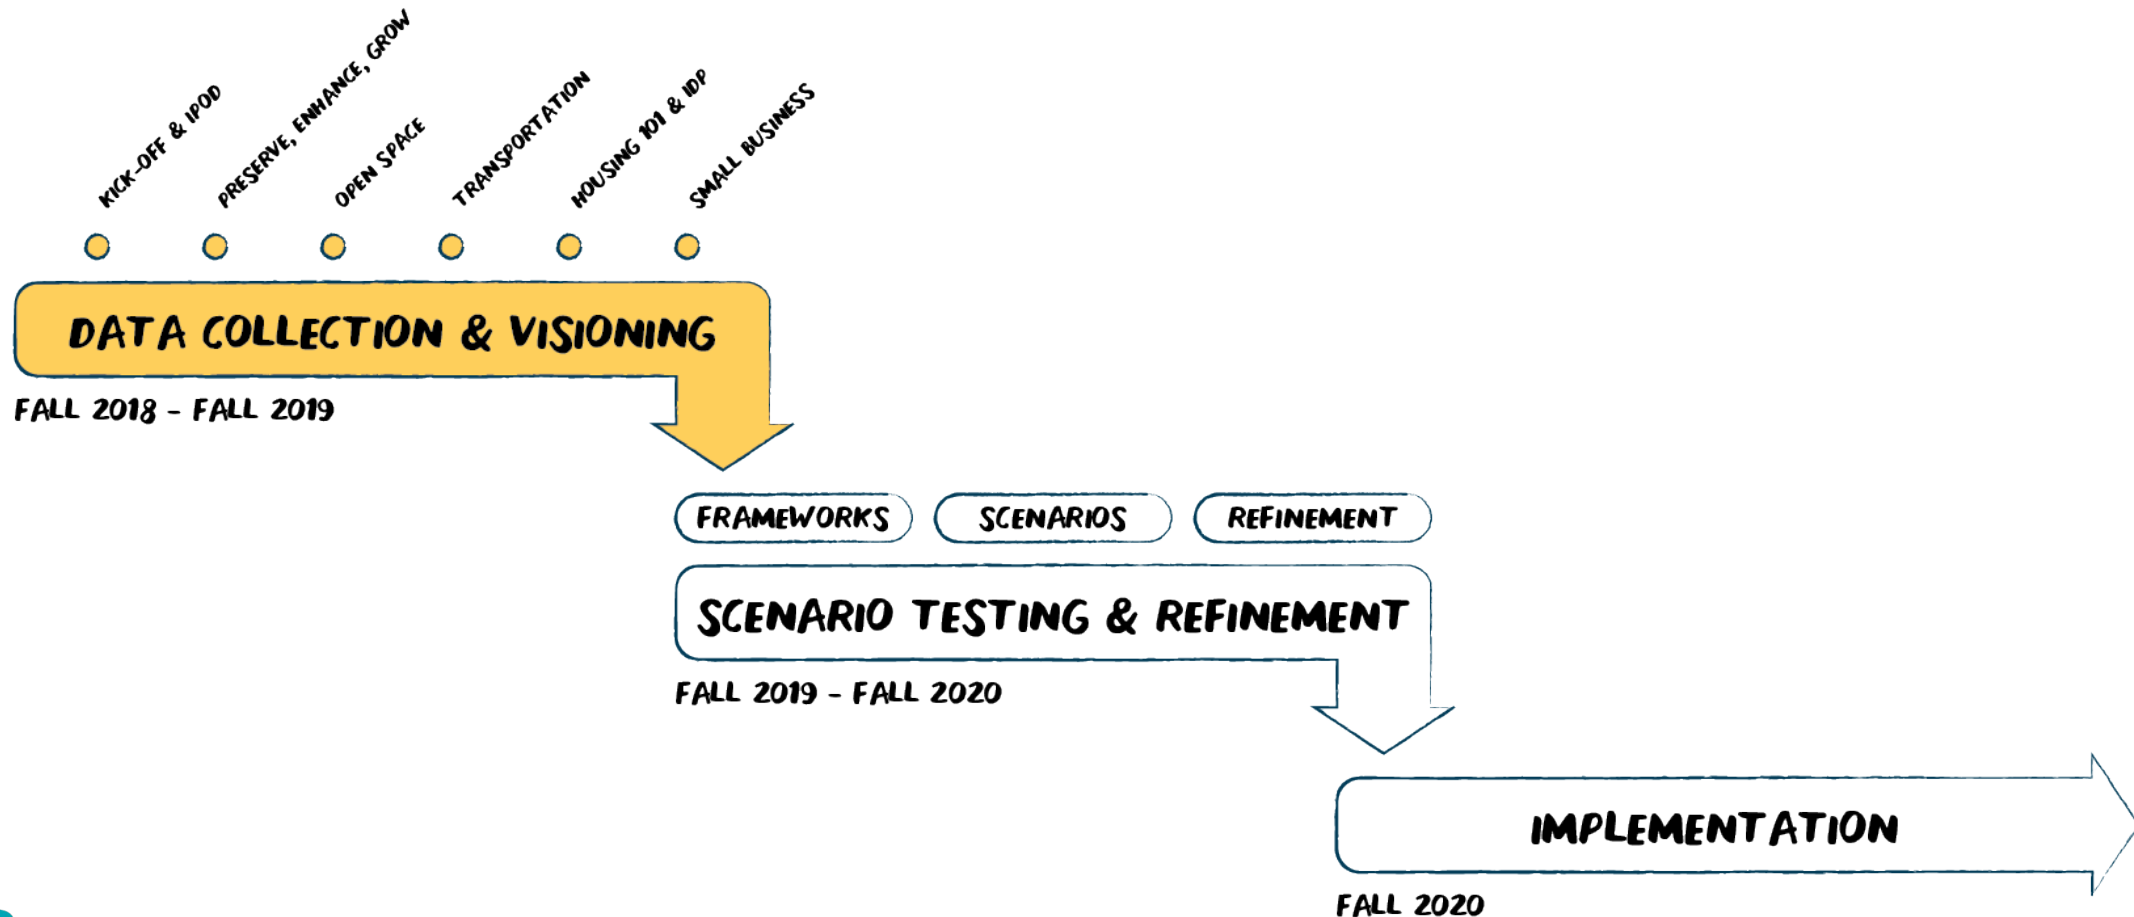 KICK-OFF & IPOD
PRESERVE, ENHANCE, GROW
OPEN SPACE
TRANSPORTATION
HOUSING 101 & IDP
SMALL BUSINESS
DATA COLLECTION & VISIONING
FALL 2018 - FALL 2019
FRAMEWORKS
SCENARIOS
REFINEMENT
SCENARIO TESTING & REFINEMENT
FALL 2019 - FALL 2020
IMPLEMENTATION
FALL 2020